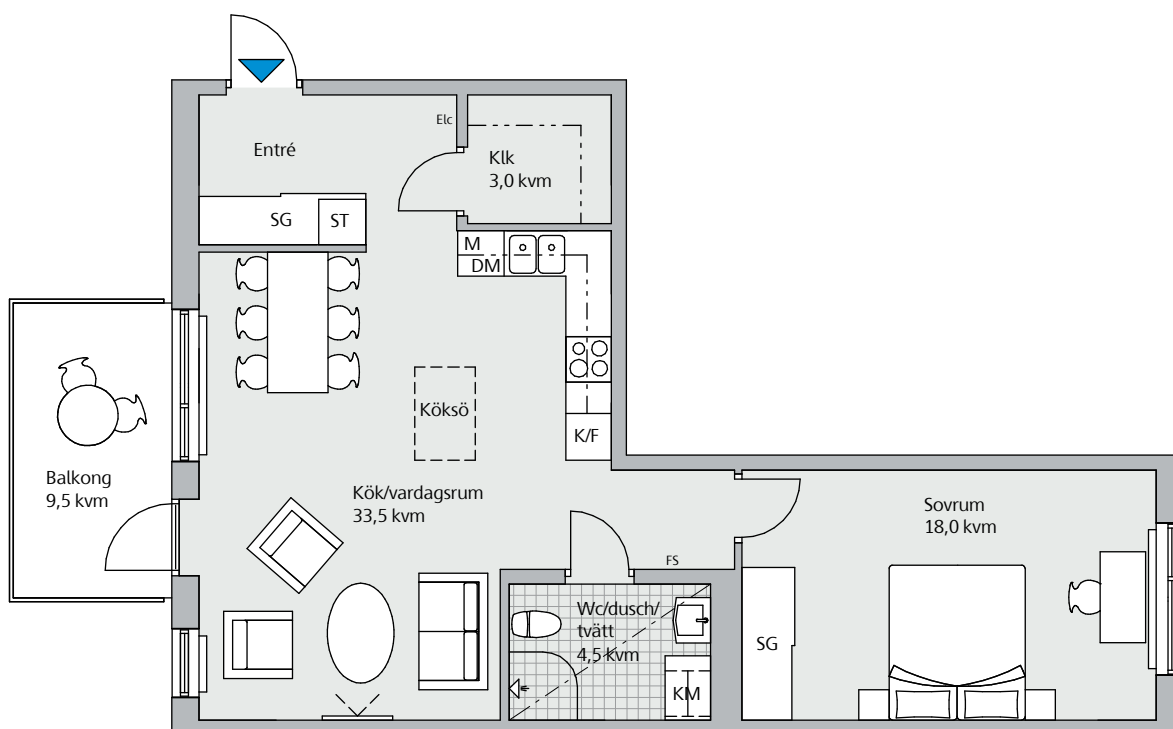 Entré
Elc
Klk
3,0 kvm
SG
ST
M
DM
Köksö
K/F
Balkong
9,5 kvm
Kök/vardagsrum
33,5 kvm
Sovrum
18,0 kvm
FS
Wc/dusch/
tvätt
4,5 kvm
SG
KM